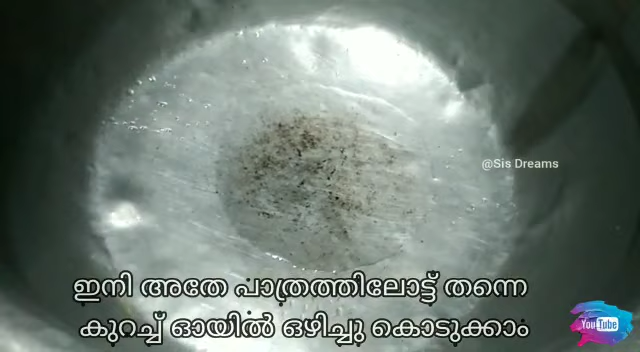 @Sis Dreams
ഇനി അതേ പാത്രത്തിലോട്ട് തന്നെ
കുറച്ച് ഓയിൽ ഒഴിച്ചു കൊടുക്കാം
YouTube